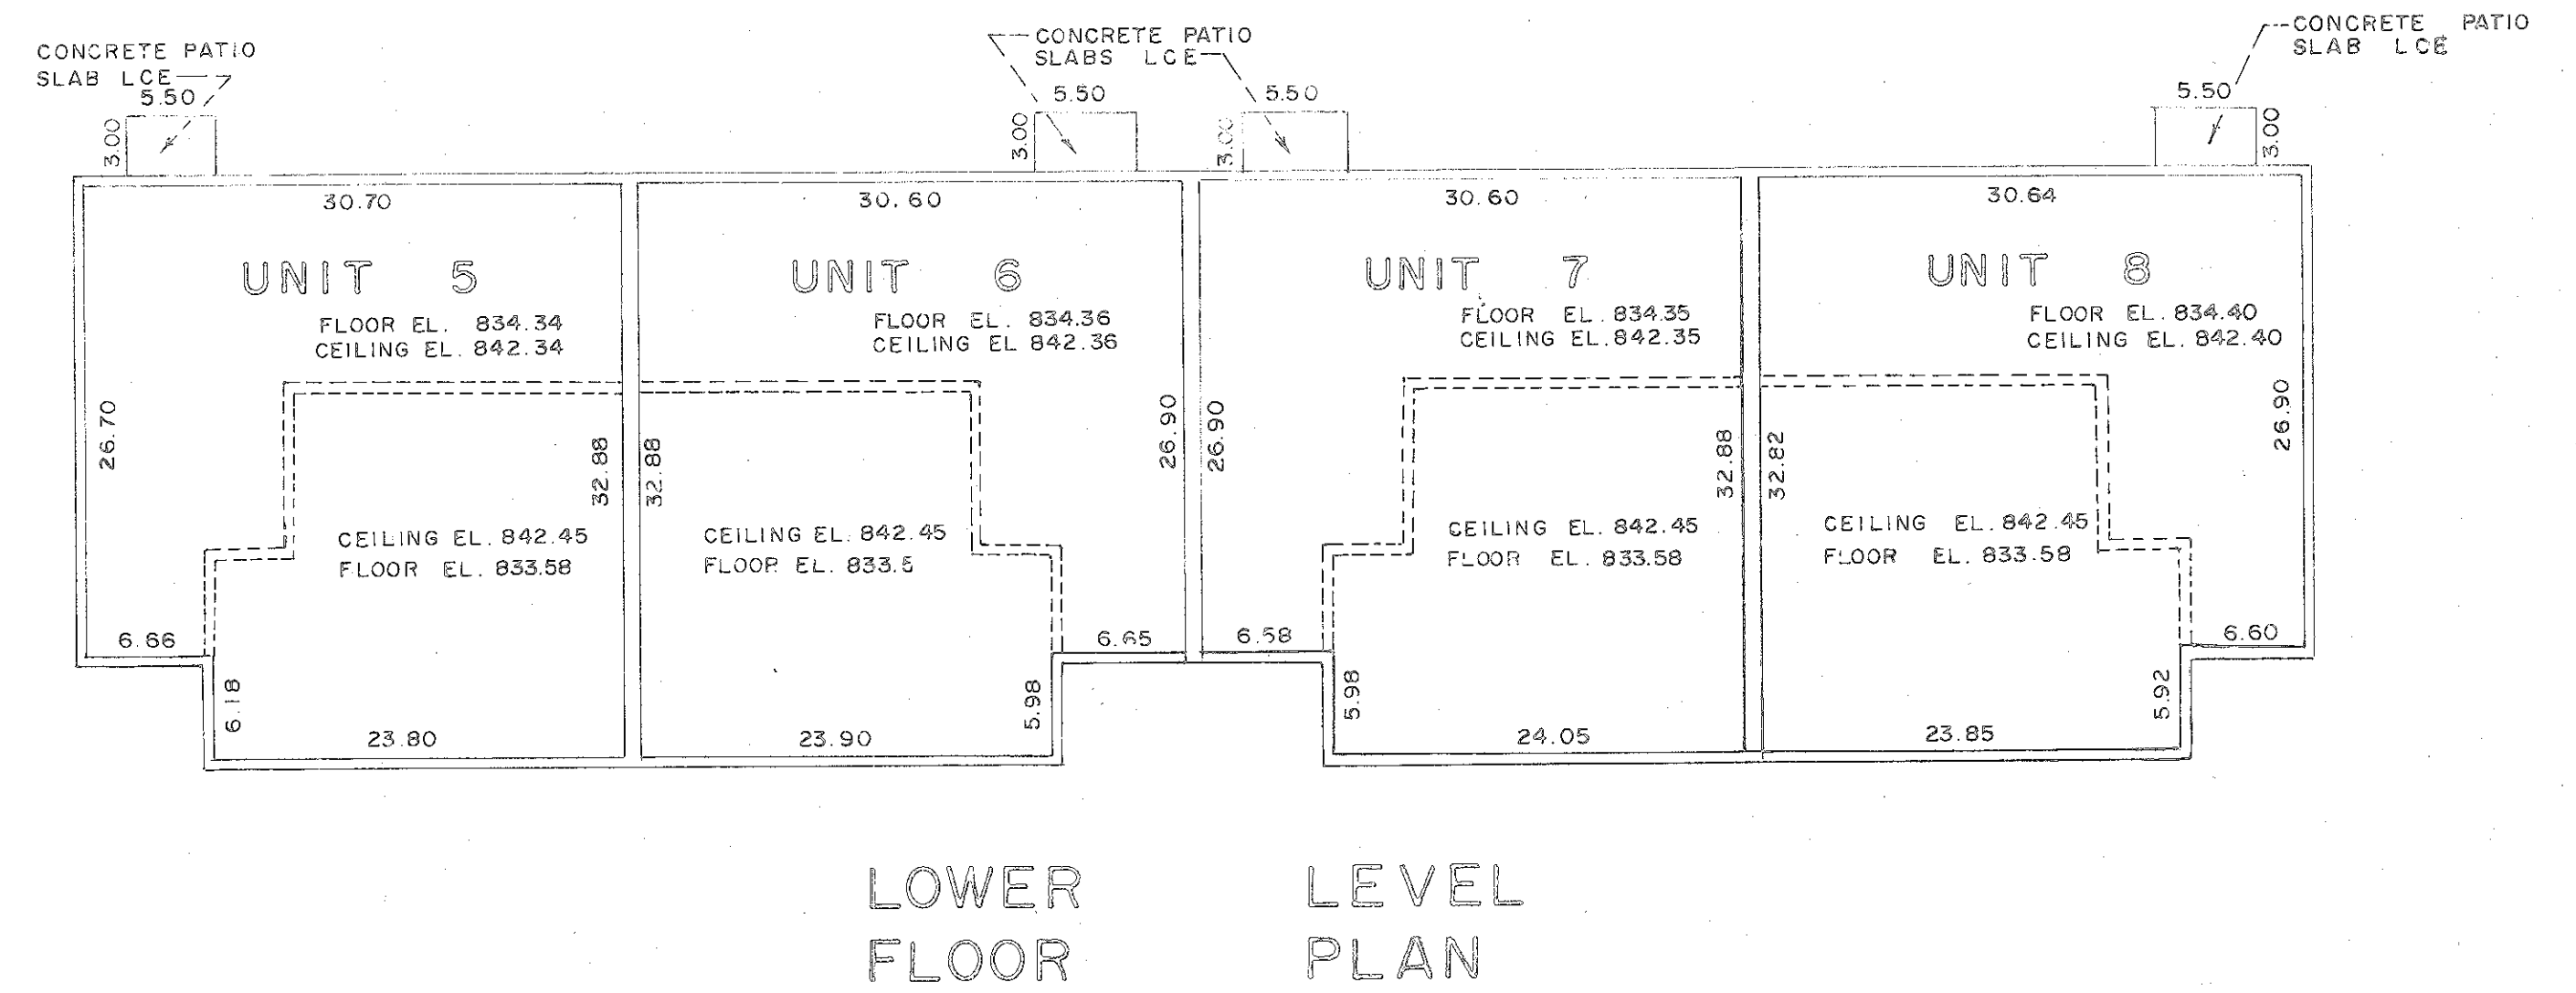 CONCRETE PATIO
SLAB LCE
5.50
3.00
CONCRETE PATIO
SLABS LCE
5.50
3.00
5.50
3.00
CONCRETE PATIO
SLAB LCE
5.50
3.00
30.70
UNIT 5
FLOOR EL. 834.34
CEILING EL. 842.34
26.70
32.88
CEILING EL. 842.45
FLOOR EL. 833.58
6.66
6.18
23.80
30.60
UNIT 6
FLOOR EL. 834.36
CEILING EL 842.36
32.88
26.90
CEILING EL. 842.45
FLOOR EL. 833.5
6.65
5.98
23.90
30.60
UNIT 7
FLOOR EL. 834.35
CEILING EL. 842.35
26.90
32.88
CEILING EL. 842.45
FLOOR EL. 833.58
6.58
5.98
24.05
30.64
UNIT 8
FLOOR EL. 834.40
CEILING EL. 842.40
32.82
26.90
CEILING EL. 842.45
FLOOR EL. 833.58
6.60
5.92
23.85
LOWER LEVEL
FLOOR PLAN